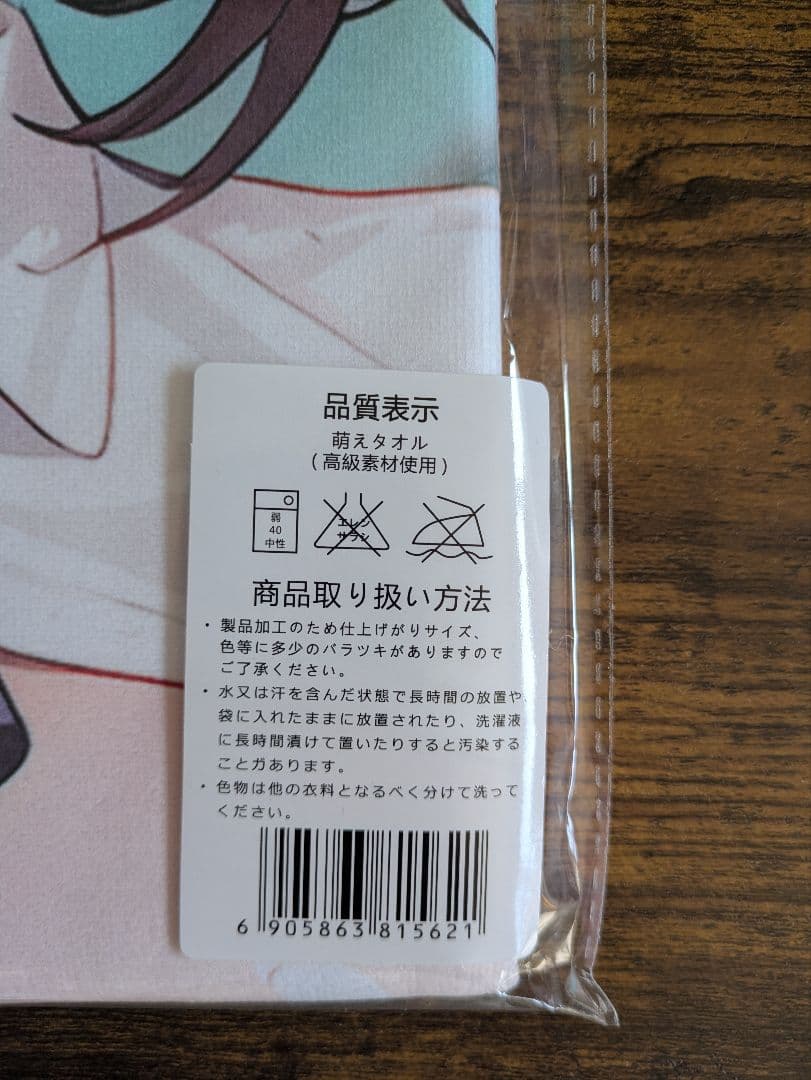 品質表示
萌えタオル
(高級素材使用)
弱
40
中性
エレン
サラシ
商品取り扱い方法
・製品加工のため仕上げがりサイズ、
色等に多少のバラツキがありますので
ご了承ください。
・水又は汗を含んだ状態で長時間の放置や、
袋に入れたままに放置されたり、洗濯液
に長時間漬けて置いたりすると汚染する
ことガあります。
・色物は他の衣料となるべく分けて洗って
ください。
6 905863 815621